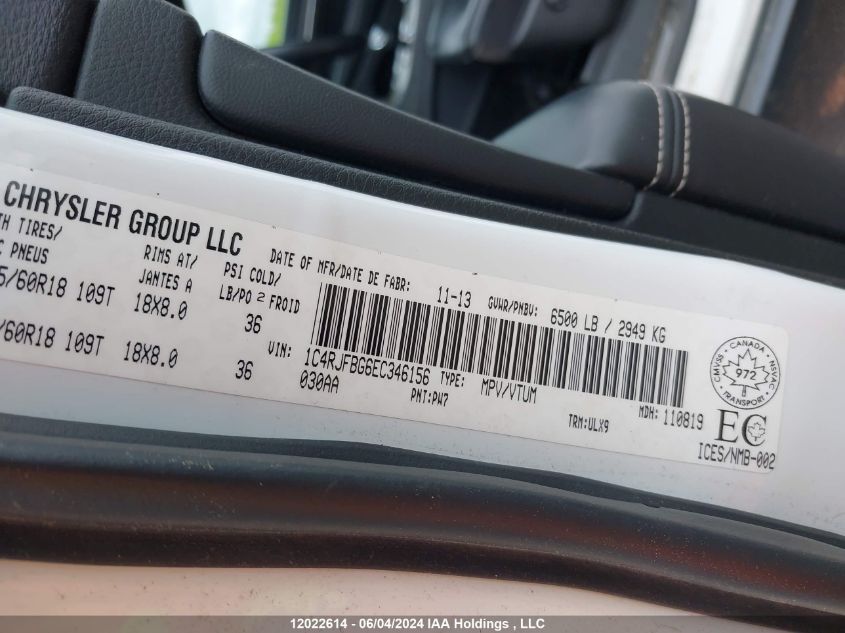 CHRYSLER GROUP LLC
TH TIRES/
C PNEUS
RIMS AT/
JANTES A
PSI COLD/
LB/PO 2 FROID
5/60R18 109T 18X8.0 36
/60R18 109T 18X8.0 36
DATE OF MFR/DATE DE FABR: 11-13 GVWR/PNBV: 6500 LB / 2949 KG
VIN: 1C4RJFBG6EC346156 TYPE: MPV/VTUM MDH: 110819
030AA PNT:PW7 TRM:ULX9
CANADA
NSVAC
972
TRANSPORT
EC
ICES/NMB-002
12022614 - 06/04/2024 IAA Holdings , LLC